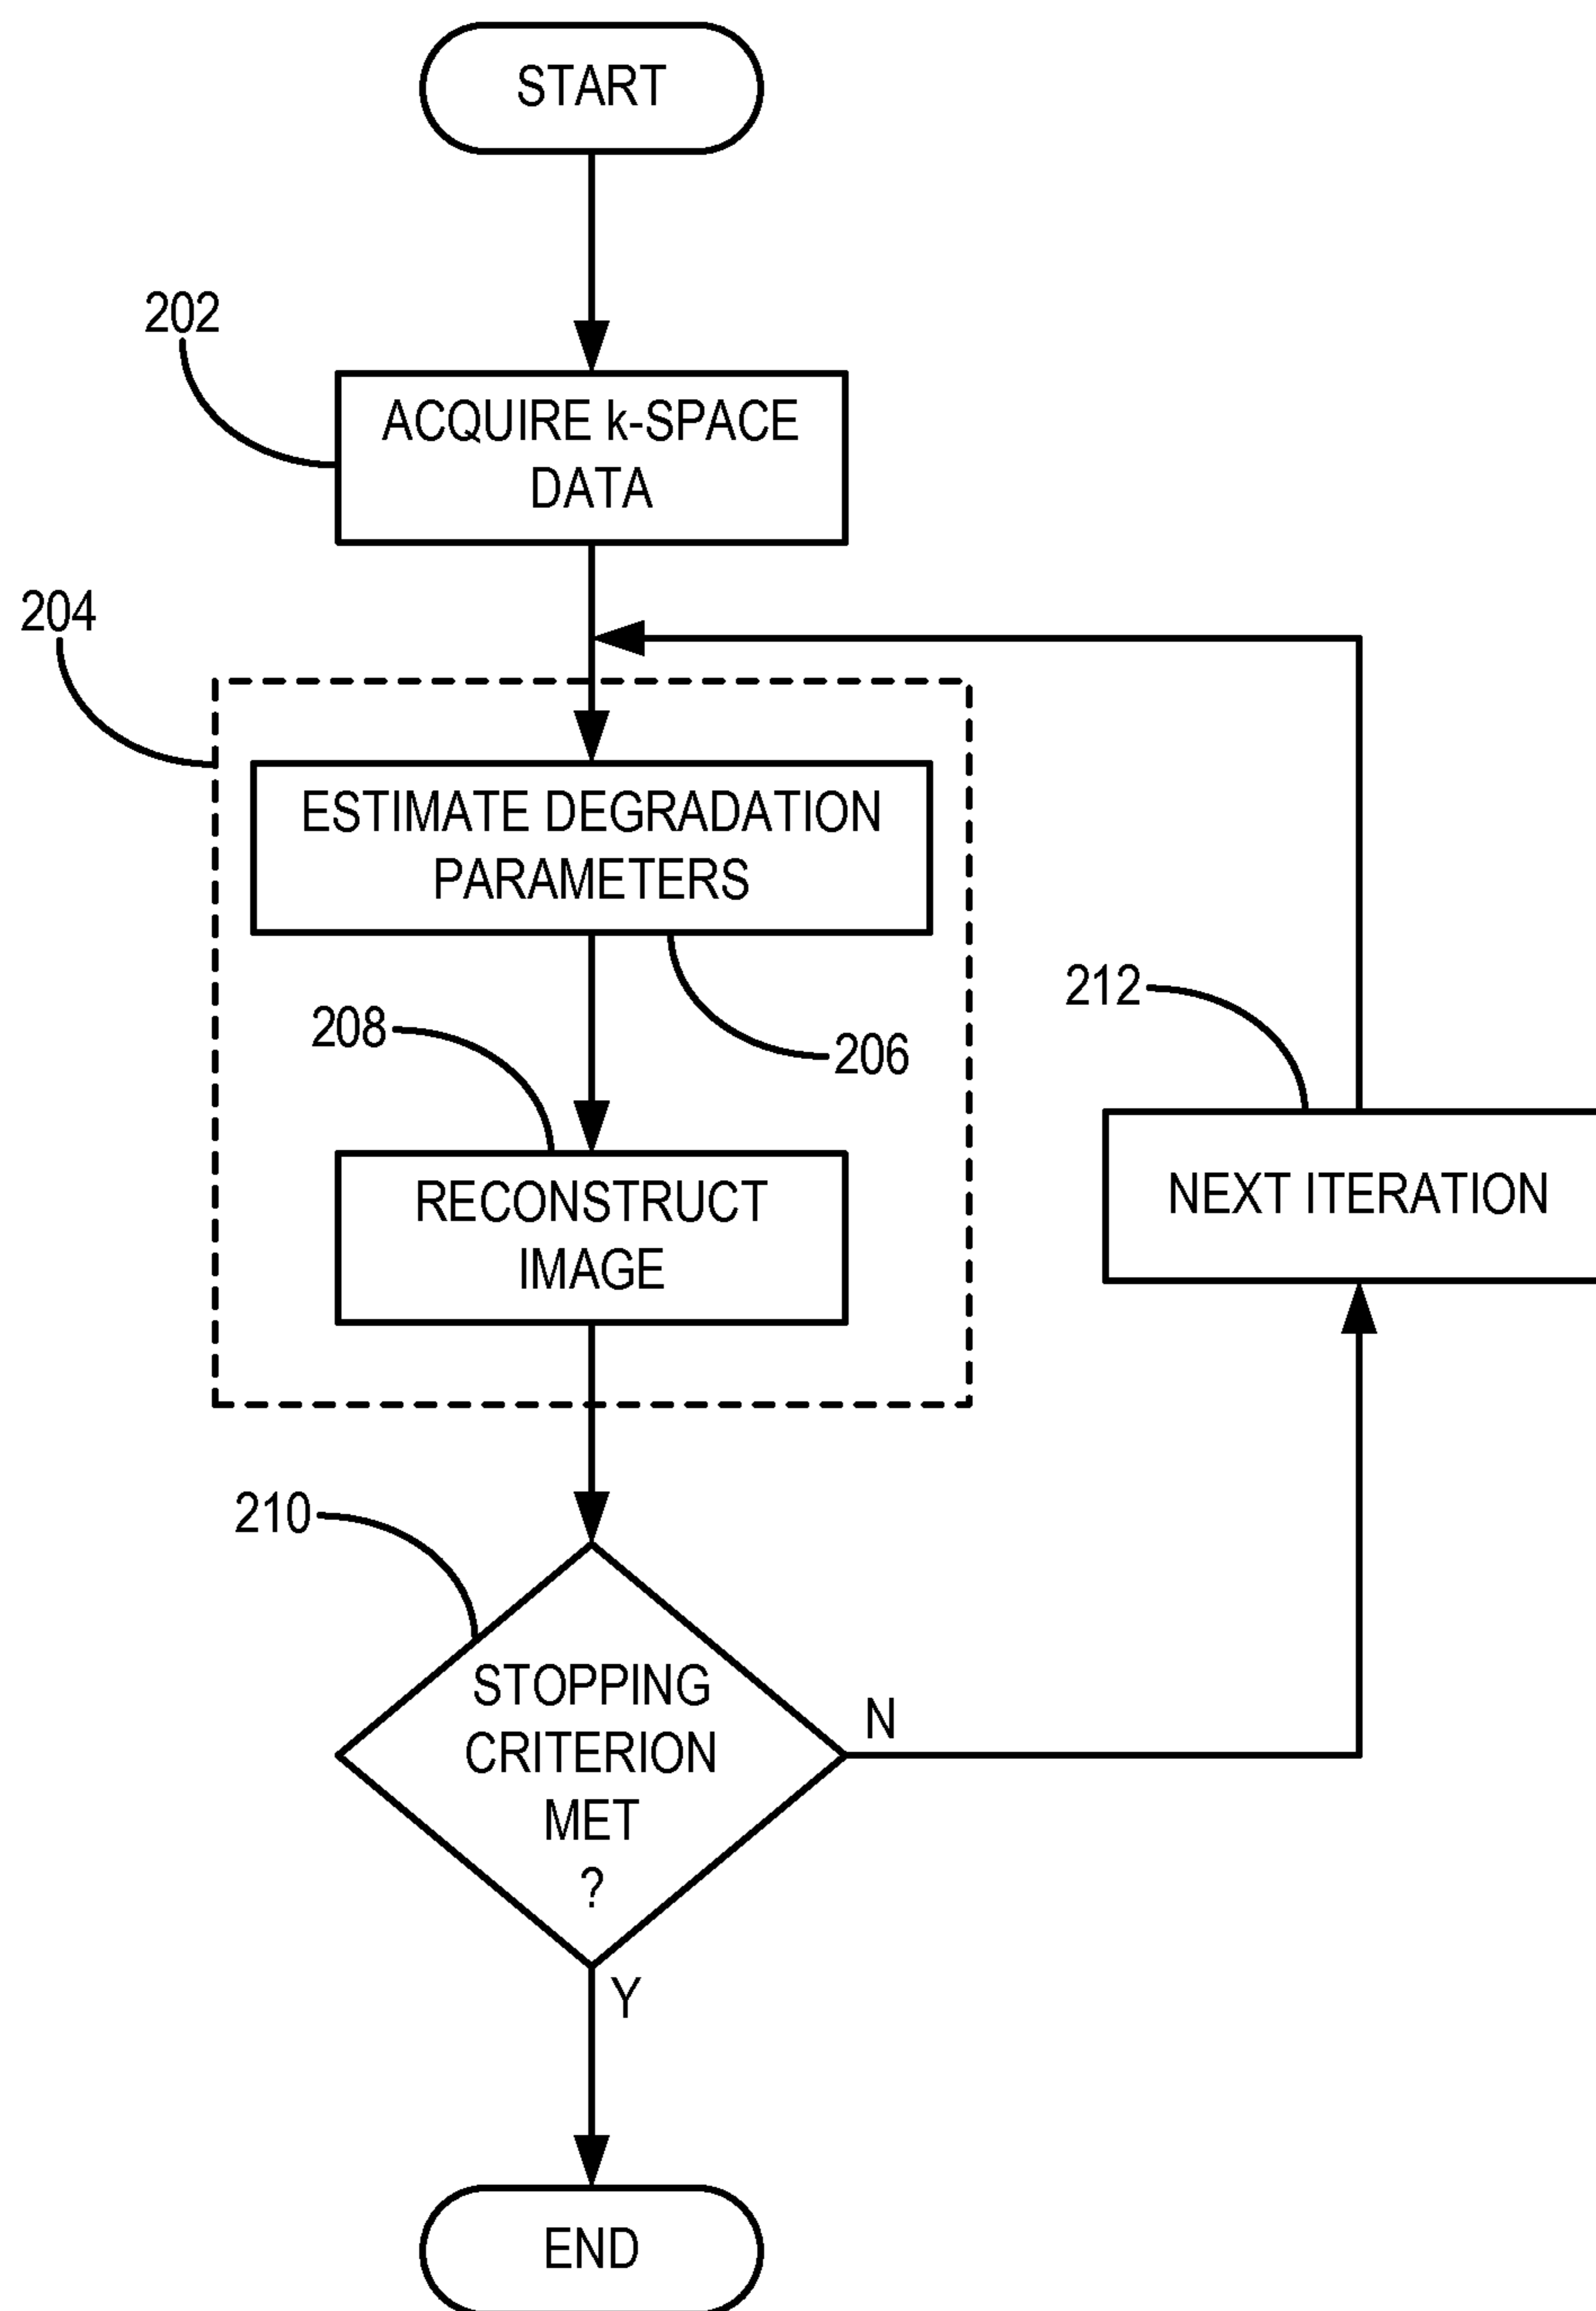 START
202
ACQUIRE k-SPACE
DATA
204
ESTIMATE DEGRADATION
PARAMETERS
212
208
206
RECONSTRUCT
IMAGE
NEXT ITERATION
210
STOPPING
CRITERION
MET
?
N
Y
END